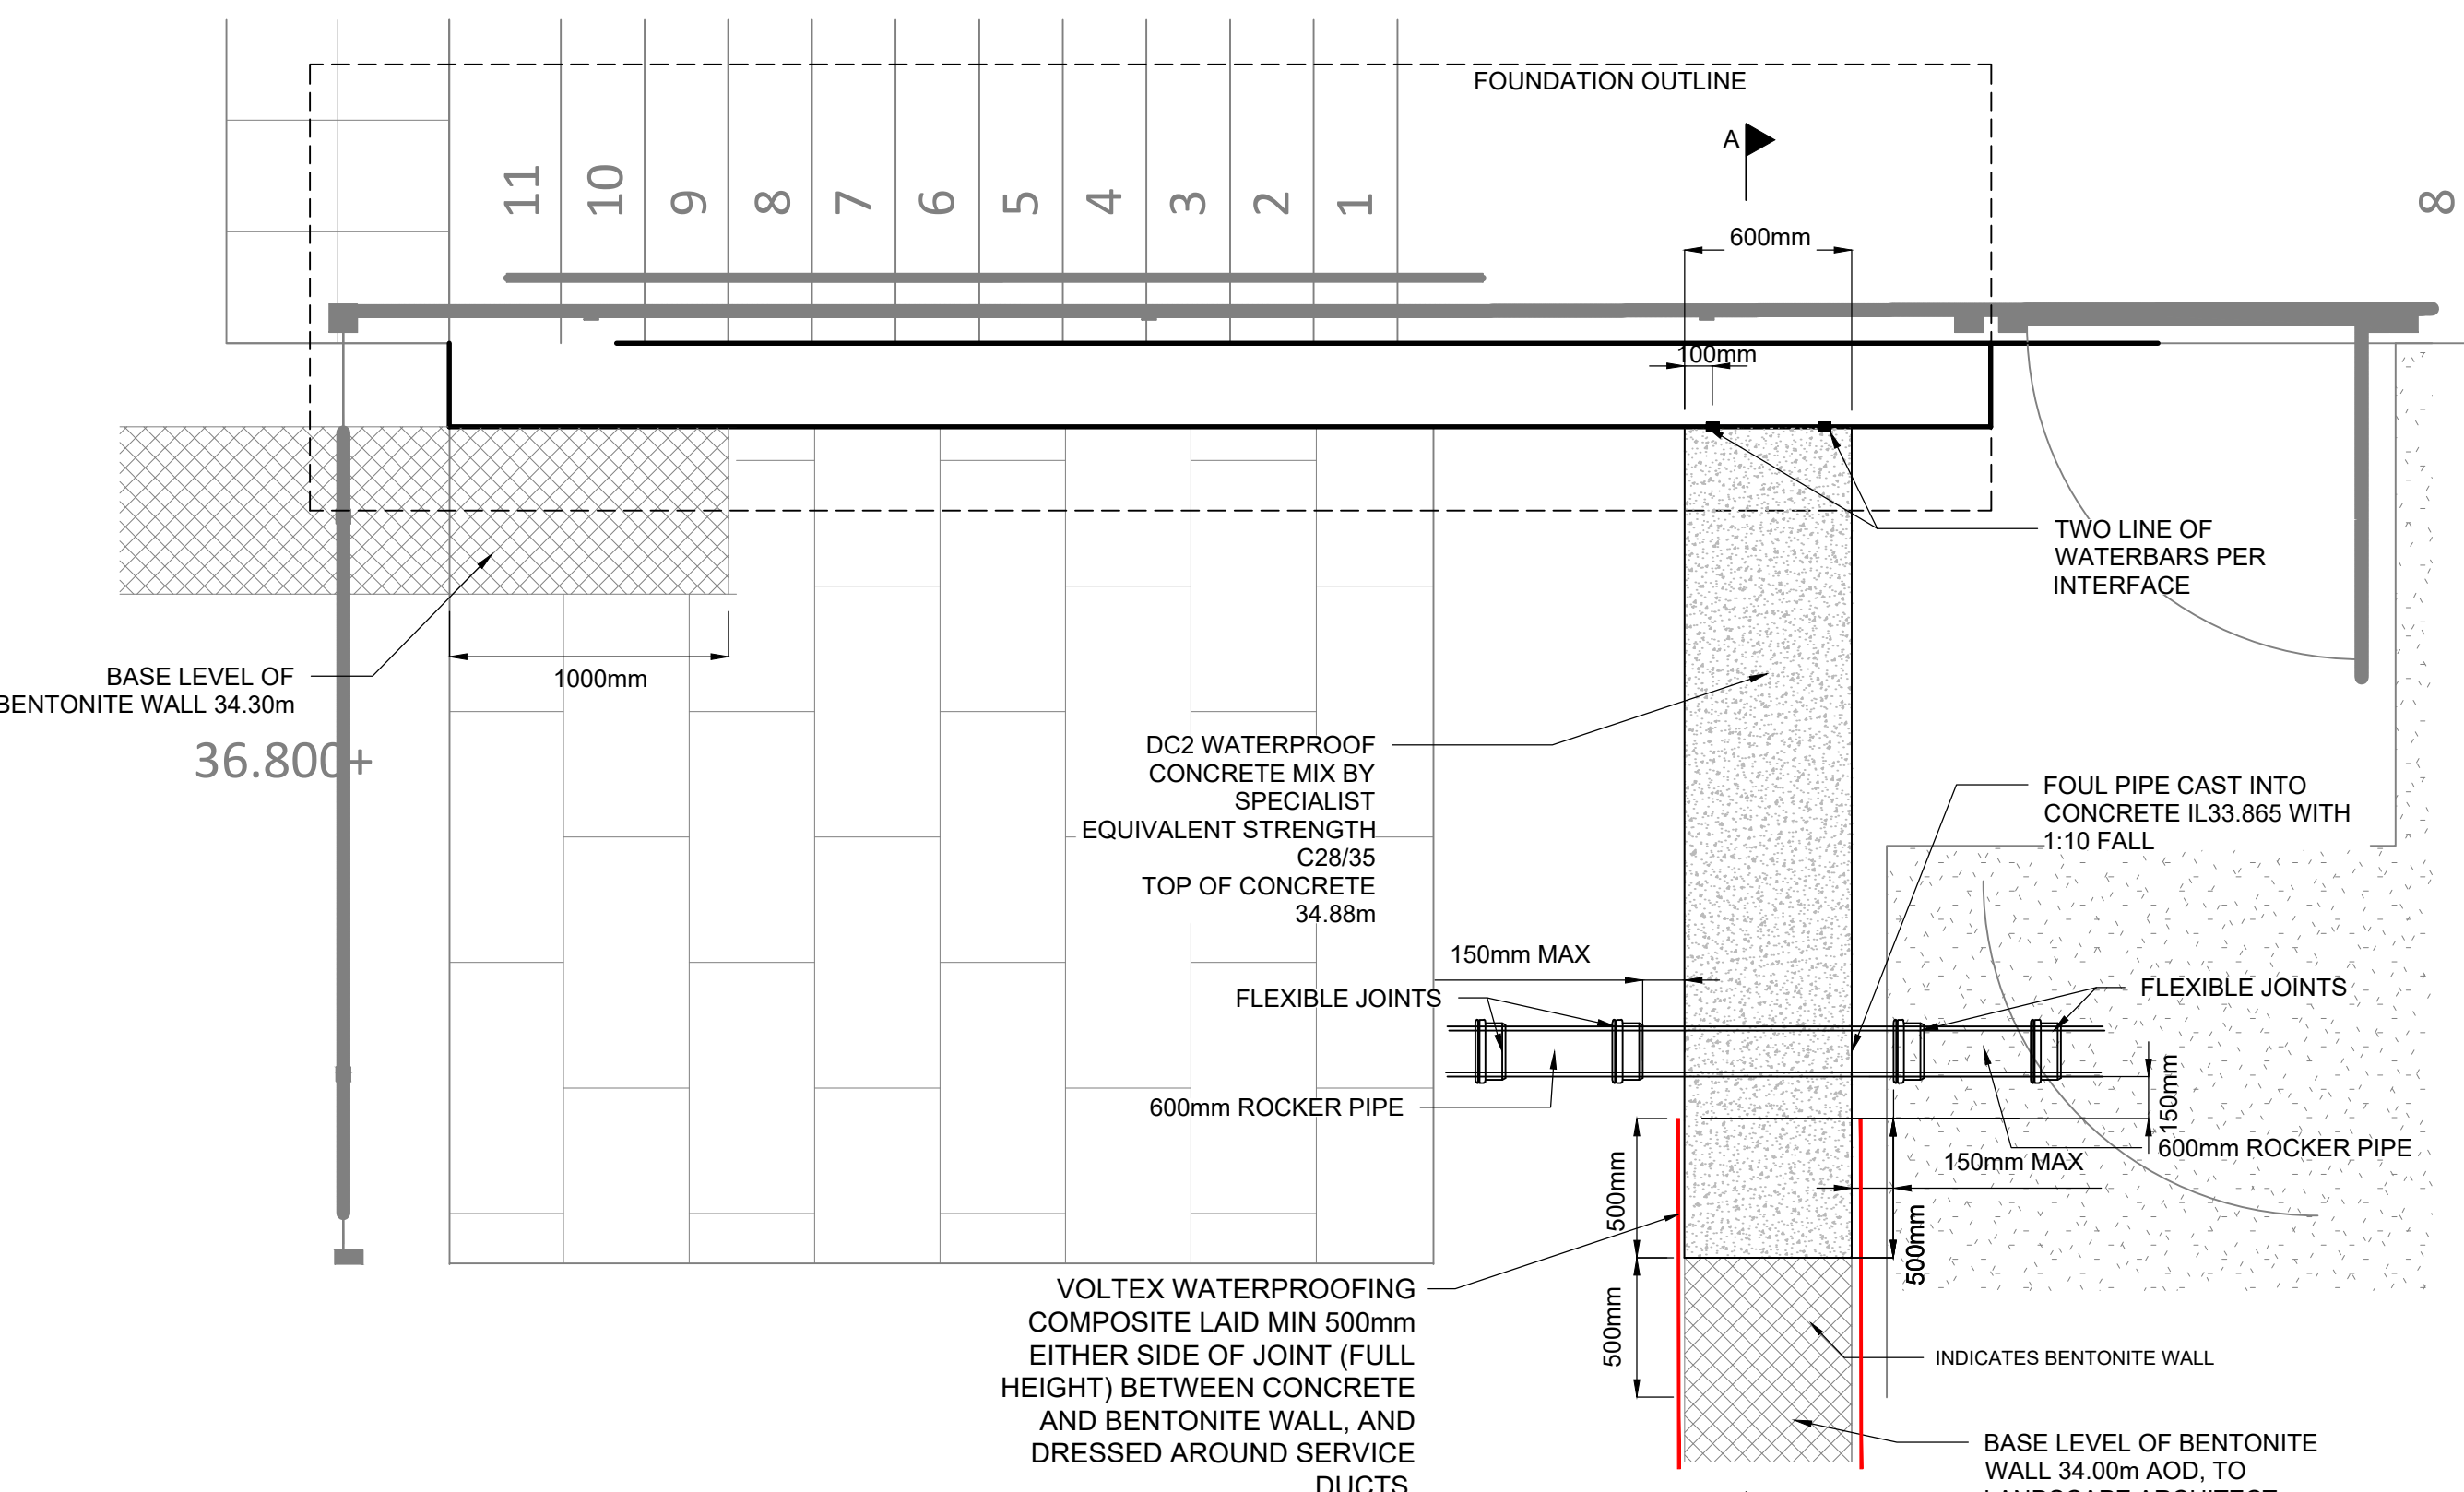 FOUNDATION OUTLINE
A
11
10
9
8
7
6
5
4
3
2
1
8
600mm
100mm
TWO LINE OF
WATERBARS PER
INTERFACE
BASE LEVEL OF
BENTONITE WALL 34.30m
1000mm
36.800+
DC2 WATERPROOF
CONCRETE MIX BY
SPECIALIST
EQUIVALENT STRENGTH
C28/35
TOP OF CONCRETE
34.88m
FOUL PIPE CAST INTO
CONCRETE IL33.865 WITH
1:10 FALL
150mm MAX
FLEXIBLE JOINTS
FLEXIBLE JOINTS
600mm ROCKER PIPE
150mm
600mm ROCKER PIPE
150mm MAX
500mm
500mm
500mm
VOLTEX WATERPROOFING
COMPOSITE LAID MIN 500mm
EITHER SIDE OF JOINT (FULL
HEIGHT) BETWEEN CONCRETE
AND BENTONITE WALL, AND
DRESSED AROUND SERVICE
DUCTS.
INDICATES BENTONITE WALL
BASE LEVEL OF BENTONITE
WALL 34.00m AOD, TO
LANDSCAPE ARCHITECT